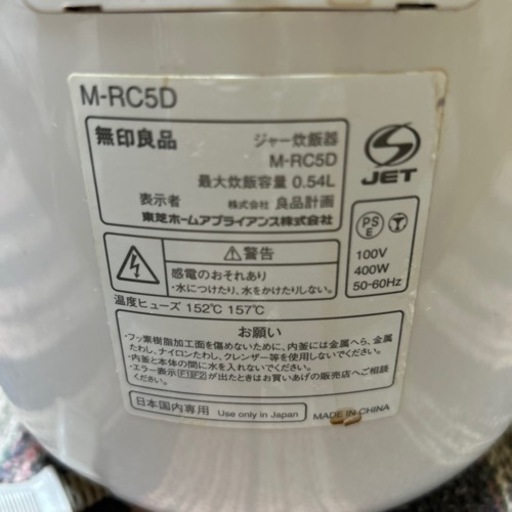 M-RC5D
無印良品
ジャー炊飯器
M-RC5D
最大炊飯容量 0.54L
表示者 株式会社 良品計画
東芝ホームアプライアンス株式会社
JET
PSE
100V
400W
50-60Hz
警告
感電のおそれあり
・水につけたり、水をかけたりしない。
温度ヒューズ 152℃ 157℃
お願い
・フッ素樹脂加工面を傷めないために、内釜には金属へら、金属
たわし、ナイロンたわし、クレンザー等を使用しないでください。
・内釜と本体の間に水を入れないでください。
・エラー表示(F1F2)が出たときはお買いあげの販売店へご相談
ください。
日本国内専用 Use only in Japan
MADE IN CHINA